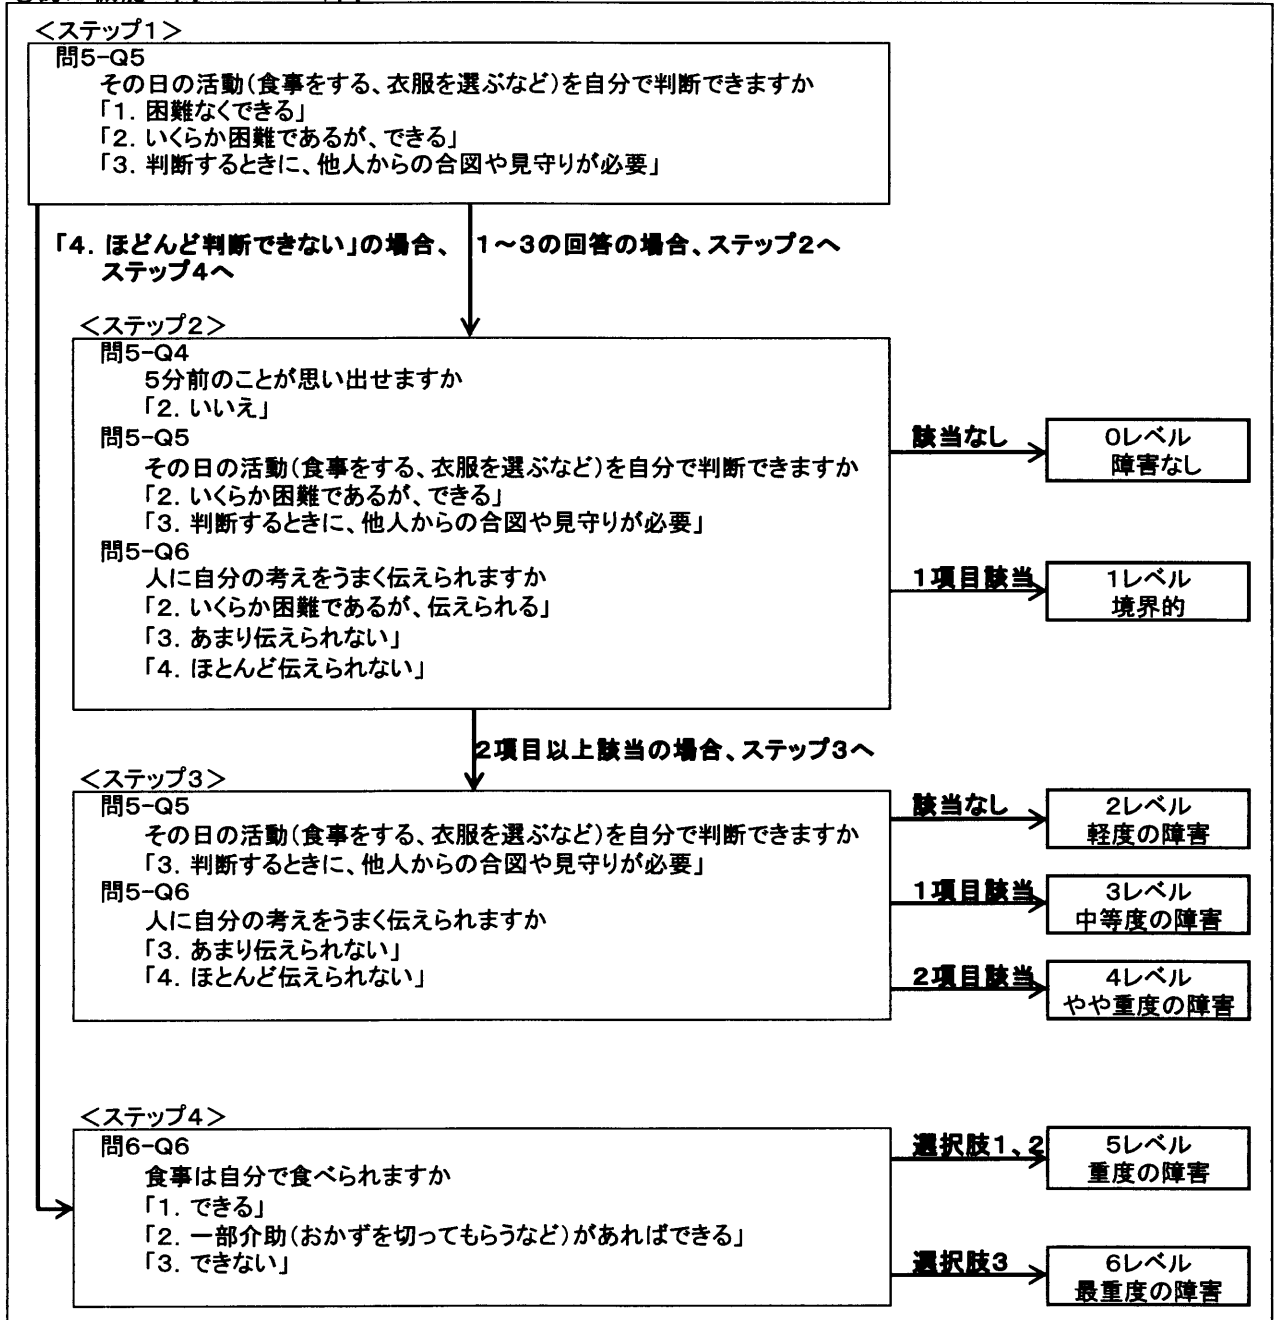 <ステップ1>
問5-Q5
その日の活動(食事をする、衣服を選ぶなど)を自分で判断できますか
「1. 困難なくできる」
「2. いくらか困難であるが、できる」
「3. 判断するときに、他人からの合図や見守りが必要」
「4. ほどんど判断できない」の場合、
ステップ4へ
1～3の回答の場合、ステップ2へ
<ステップ2>
問5-Q4
5分前のことが思い出せますか
「2. いいえ」
問5-Q5
その日の活動(食事をする、衣服を選ぶなど)を自分で判断できますか
「2. いくらか困難であるが、できる」
「3. 判断するときに、他人からの合図や見守りが必要」
問5-Q6
人に自分の考えをうまく伝えられますか
「2. いくらか困難であるが、伝えられる」
「3. あまり伝えられない」
「4. ほとんど伝えられない」
該当なし
0レベル
障害なし
1項目該当
1レベル
境界的
2項目以上該当の場合、ステップ3へ
<ステップ3>
問5-Q5
その日の活動(食事をする、衣服を選ぶなど)を自分で判断できますか
「3. 判断するときに、他人からの合図や見守りが必要」
問5-Q6
人に自分の考えをうまく伝えられますか
「3. あまり伝えられない」
「4. ほとんど伝えられない」
該当なし
2レベル
軽度の障害
1項目該当
3レベル
中等度の障害
2項目該当
4レベル
やや重度の障害
<ステップ4>
問6-Q6
食事は自分で食べられますか
「1. できる」
「2. 一部介助(おかずを切ってもらうなど)があればできる」
「3. できない」
選択肢1、2
5レベル
重度の障害
選択肢3
6レベル
最重度の障害